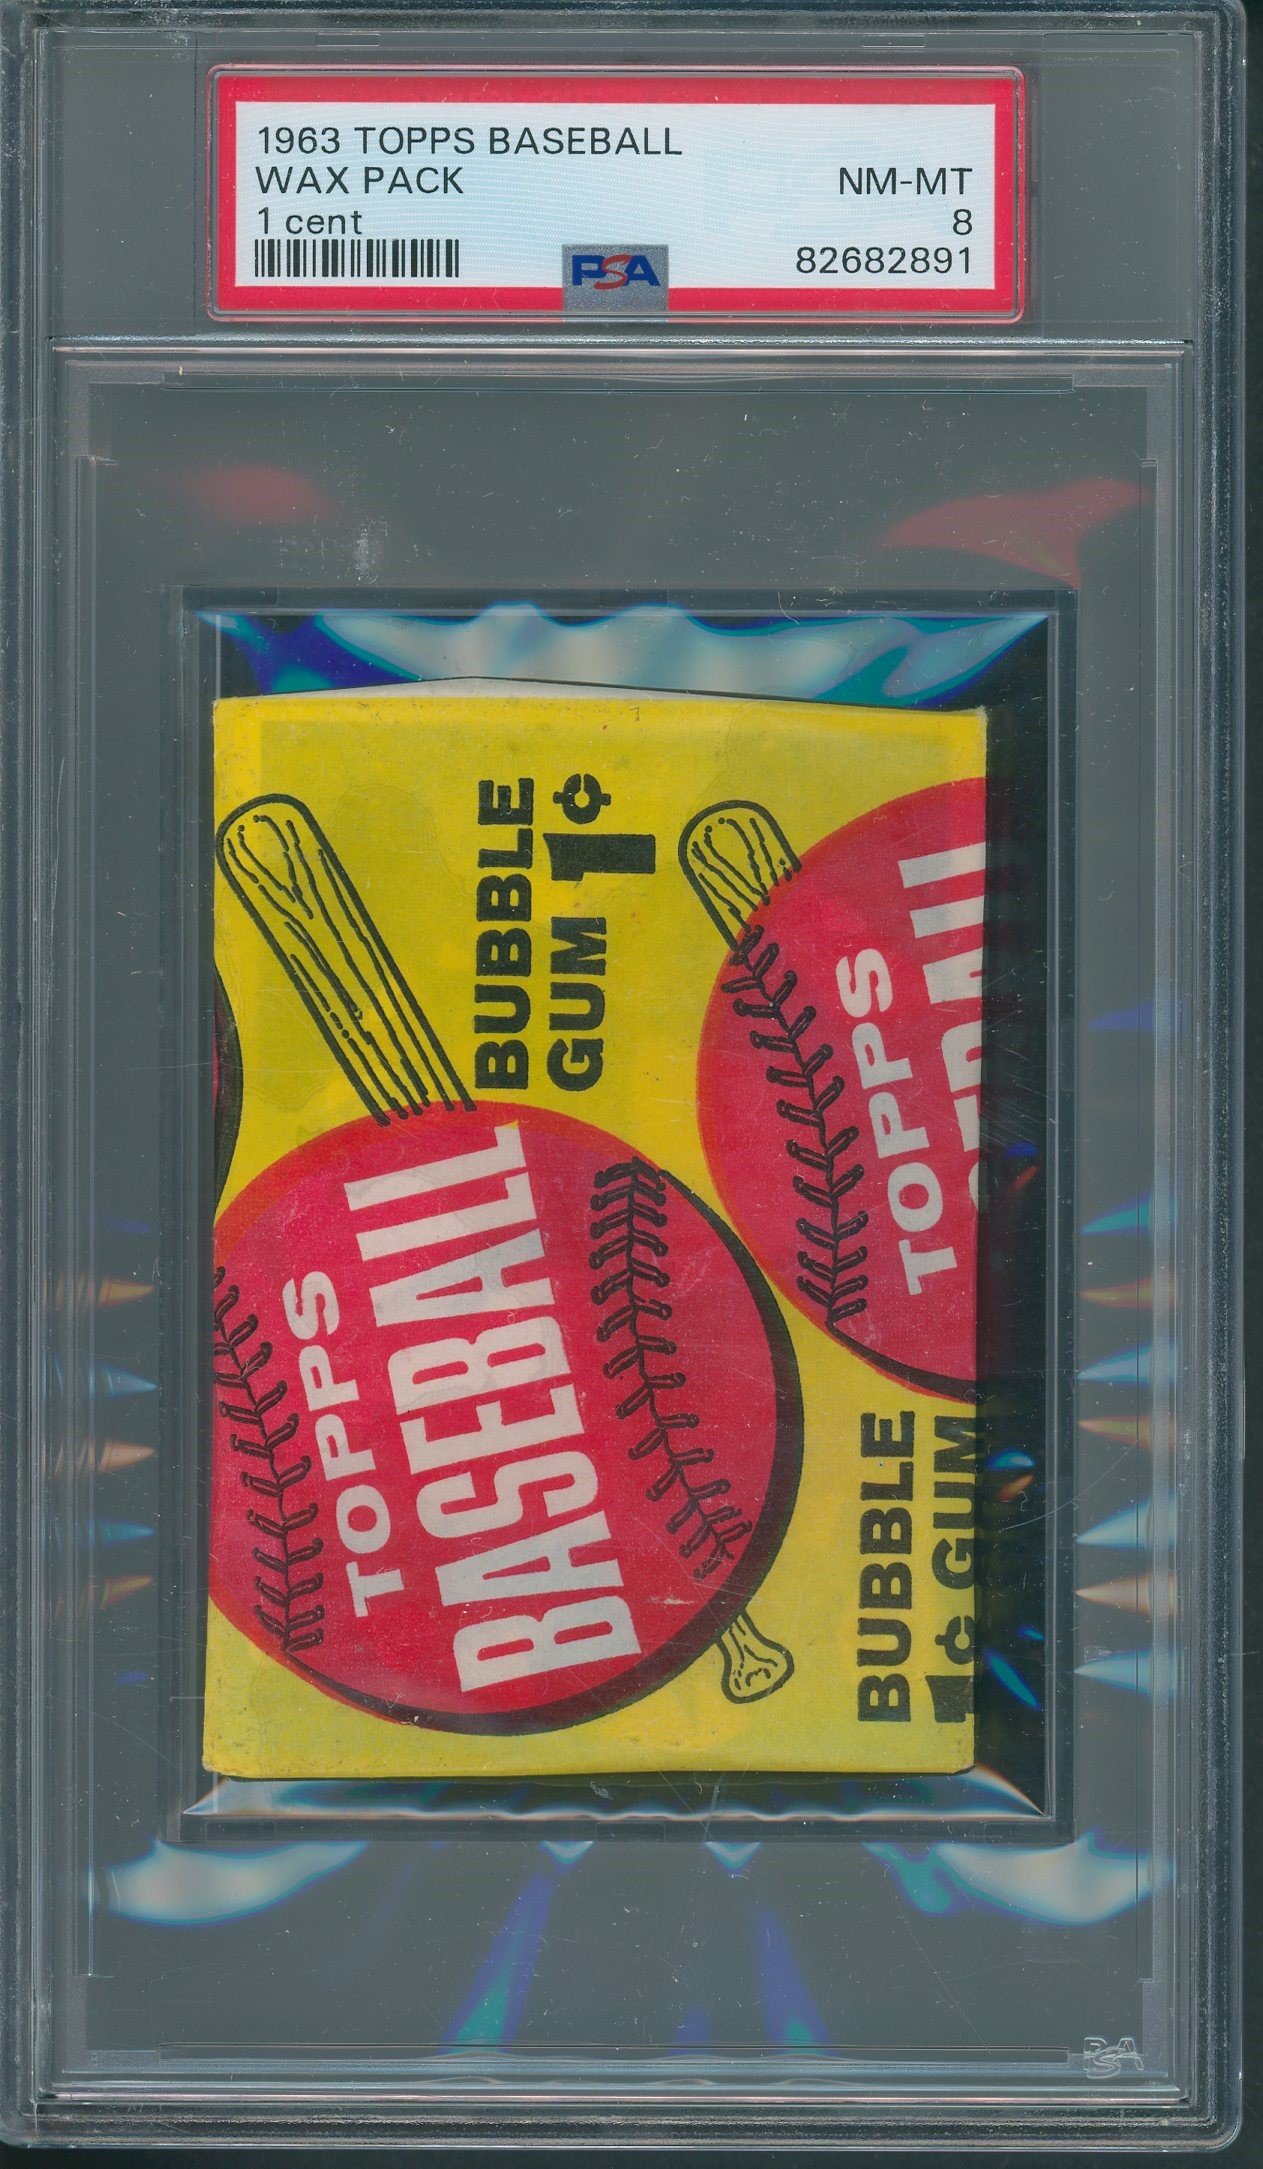 1963 TOPPS BASEBALL
WAX PACK
NM-MT
1 cent
8
82682891
PSA
BUBBLE
GUM 1¢
TOPPS
BASEBALL
TOPPS
BUBBLE
1¢ GUM
PSA